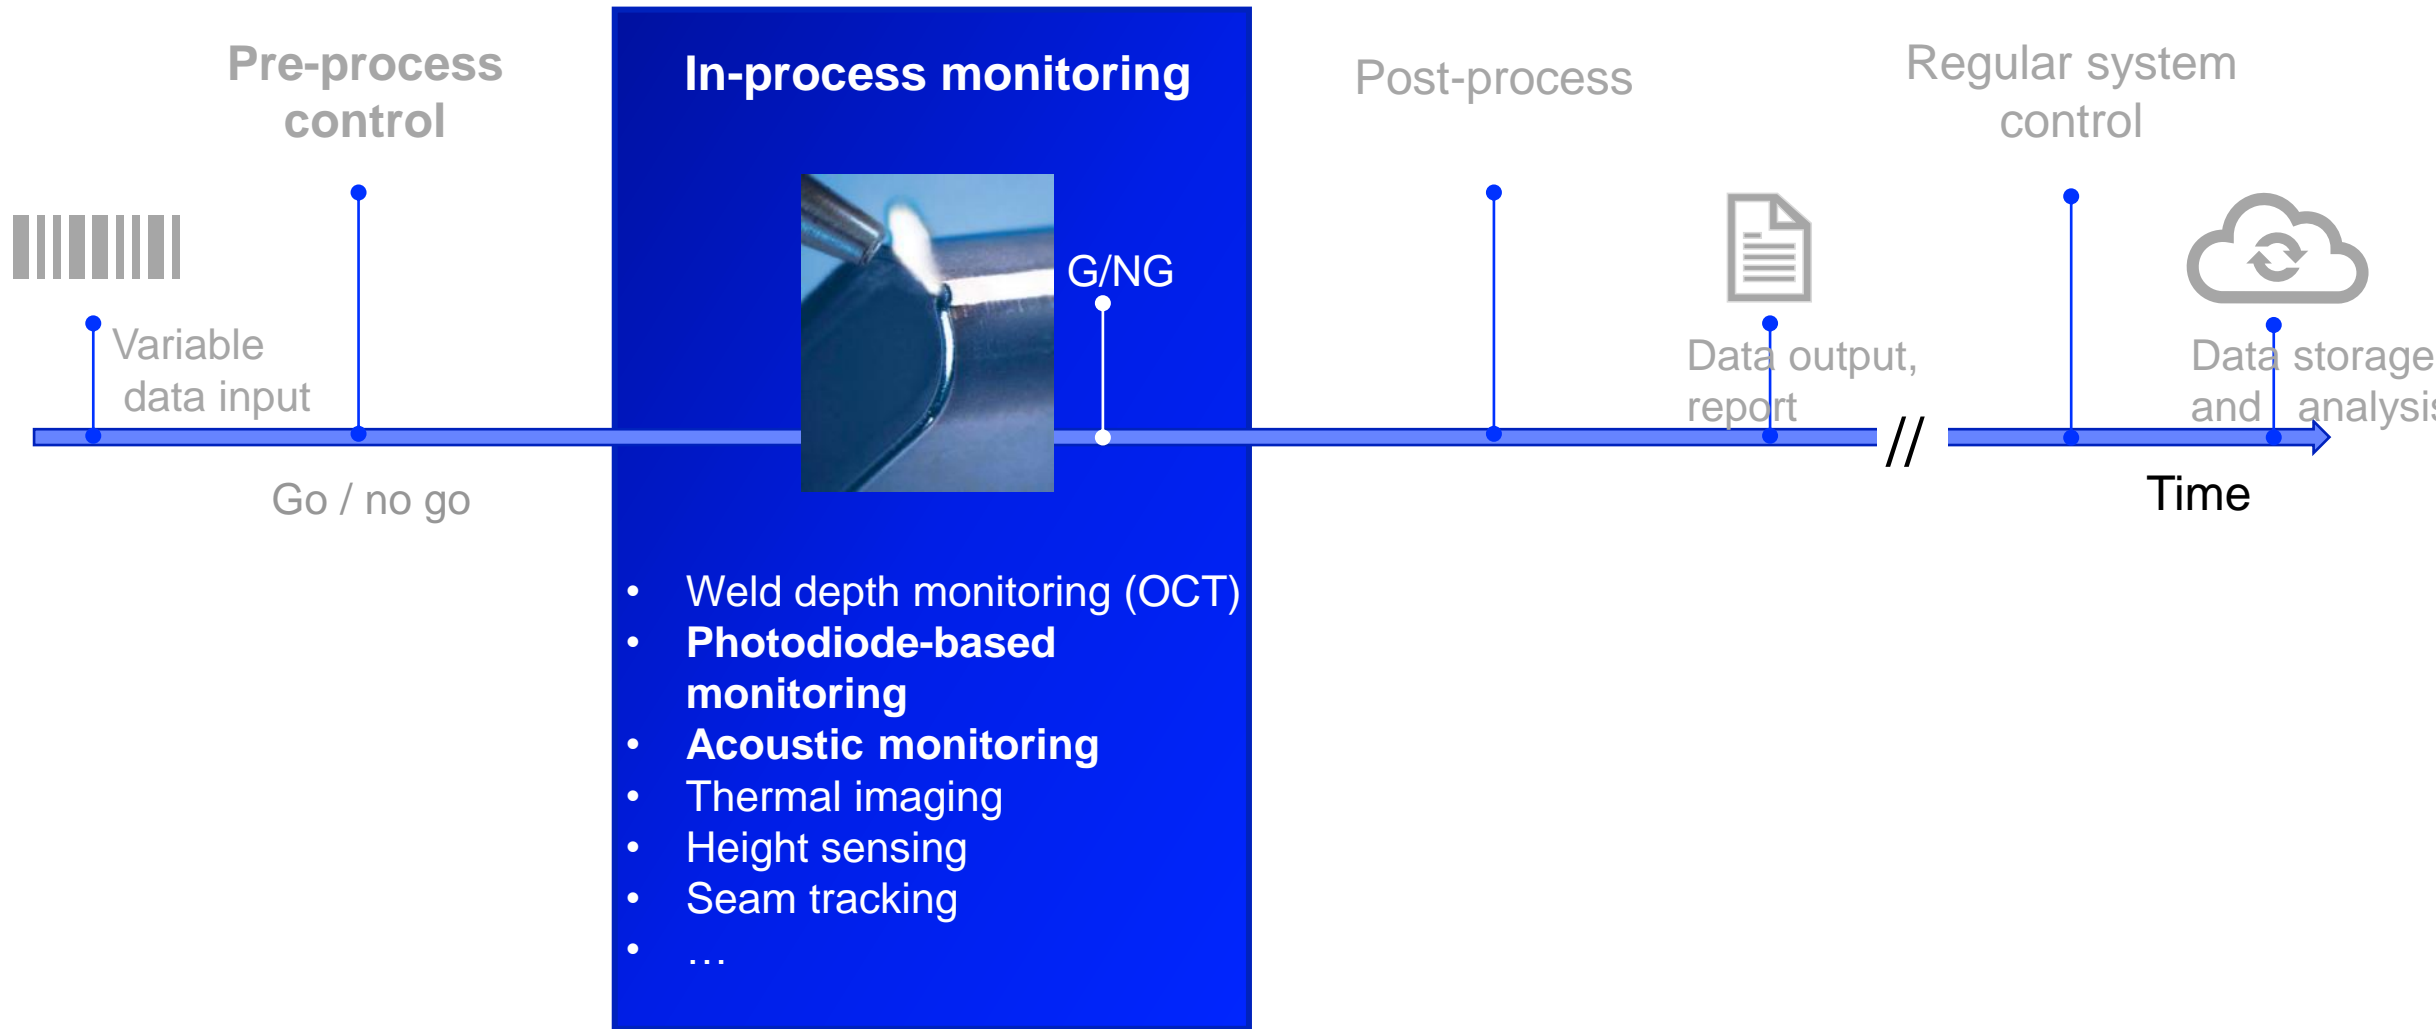 Pre-process
control
In-process monitoring
Post-process
Regular system
control
G/NG
Variable
data input
Data output,
report
Data storage
and analysis
//
Go / no go
Time
• Weld depth monitoring (OCT)
• Photodiode-based
monitoring
• Acoustic monitoring
• Thermal imaging
• Height sensing
• Seam tracking
• …